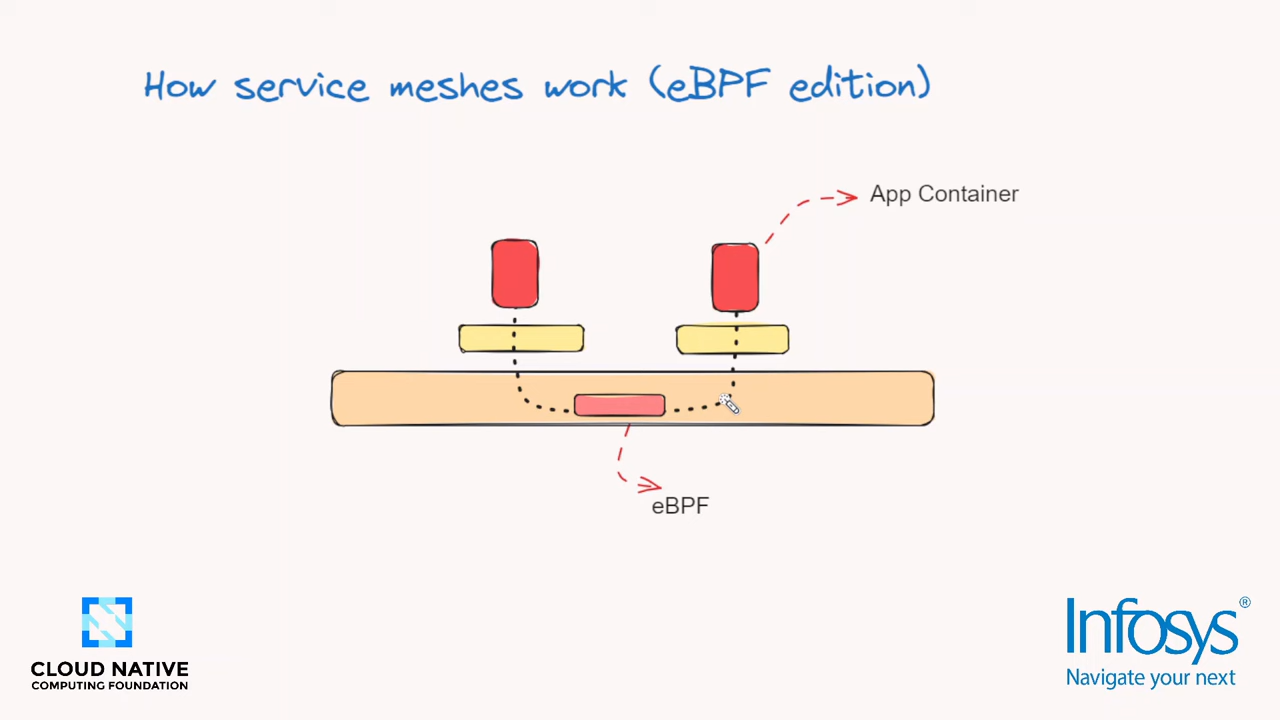 How service meshes work (eBPF edition)
App Container
eBPF
CLOUD NATIVE
COMPUTING FOUNDATION
Infosys®
Navigate your next